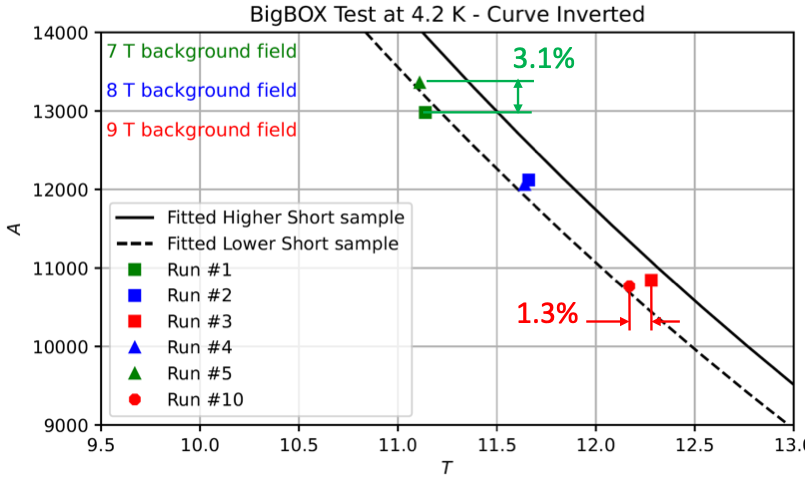 BigBOX Test at 4.2 K - Curve Inverted
14000
13000
12000
11000
10000
9000
A
7 T background field
8 T background field
9 T background field
3.1%
1.3%
Fitted Higher Short sample
Fitted Lower Short sample
Run #1
Run #2
Run #3
Run #4
Run #5
Run #10
9.5 10.0 10.5 11.0 11.5 12.0 12.5 13.0
T